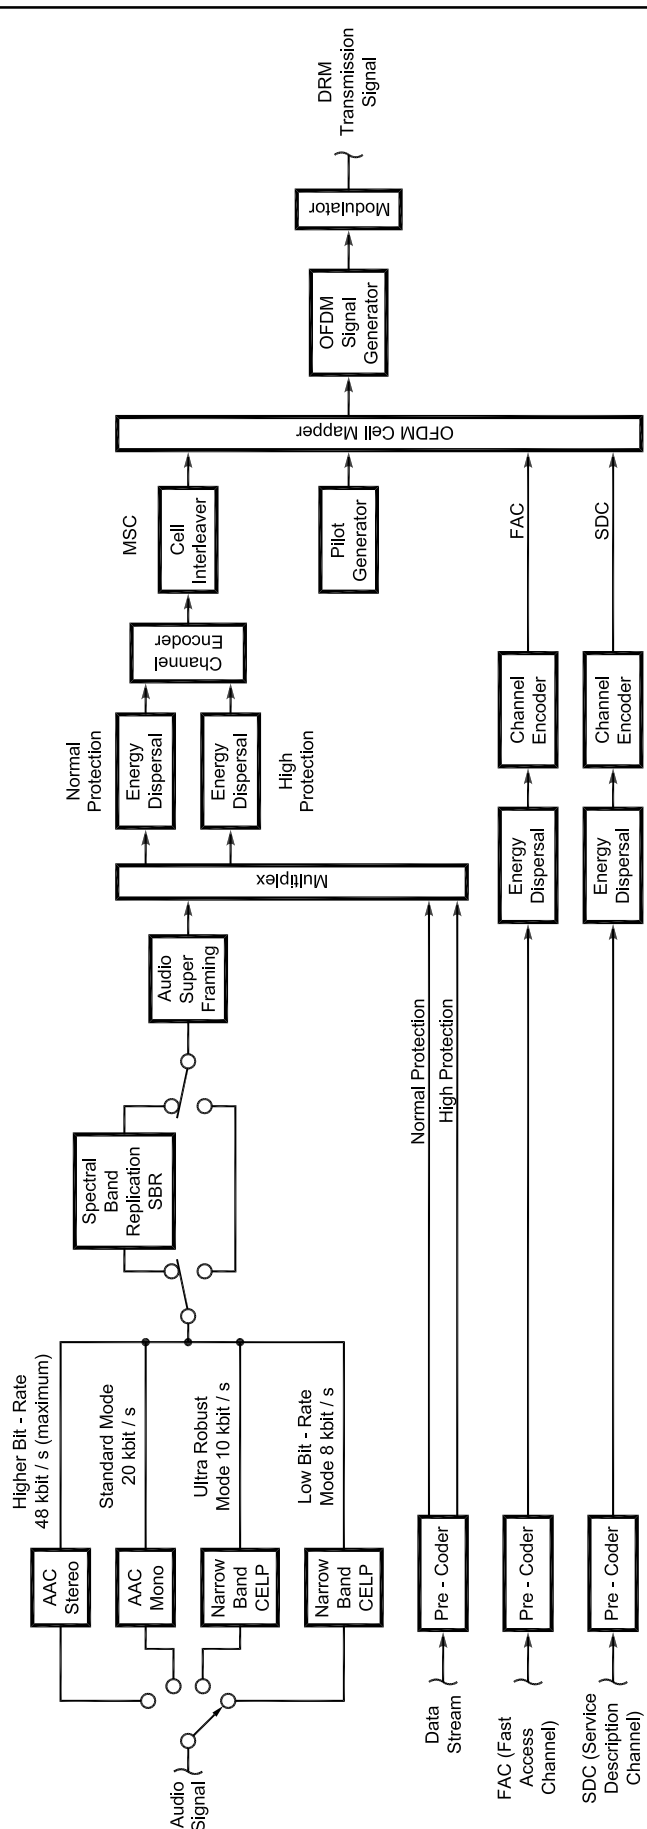 Audio
Signal
AAC
Stereo
AAC
Mono
Narrow
Band
CELP
Narrow
Band
CELP
Higher Bit - Rate
48 kbit / s (maximum)
Standard Mode
20 kbit / s
Ultra Robust
Mode 10 kbit / s
Low Bit - Rate
Mode 8 kbit / s
Spectral
Band
Replication
SBR
Audio
Super
Framing
Multiplex
Normal
Protection
Energy
Dispersal
Energy
Dispersal
High
Protection
Channel
Encoder
MSC
Cell
Interleaver
Pilot
Generator
OFDM Cell Mapper
OFDM
Signal
Generator
Modulator
DRM
Transmission
Signal
Data
Stream
Pre - Coder
Normal Protection
High Protection
FAC (Fast
Access
Channel)
Pre - Coder
Energy
Dispersal
Channel
Encoder
FAC
SDC (Service
Description
Channel)
Pre - Coder
Energy
Dispersal
Channel
Encoder
SDC